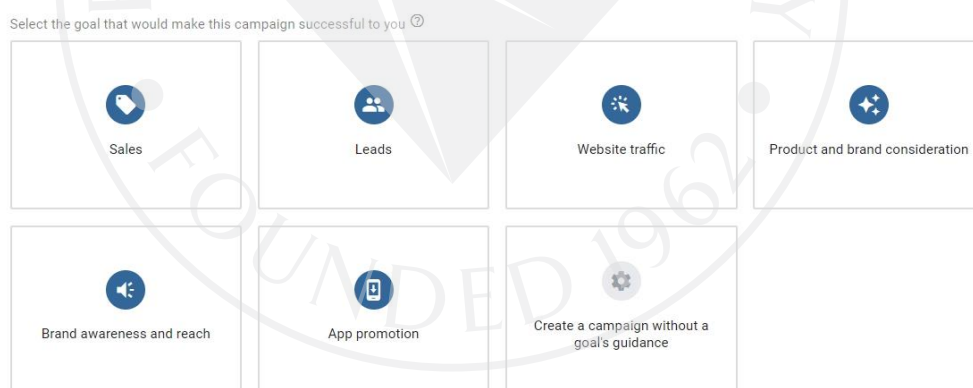 Select the goal that would make this campaign successful to you
Sales
Leads
Website traffic
Product and brand consideration
Brand awareness and reach
App promotion
Create a campaign without a
goal's guidance
FOUNDED 1962